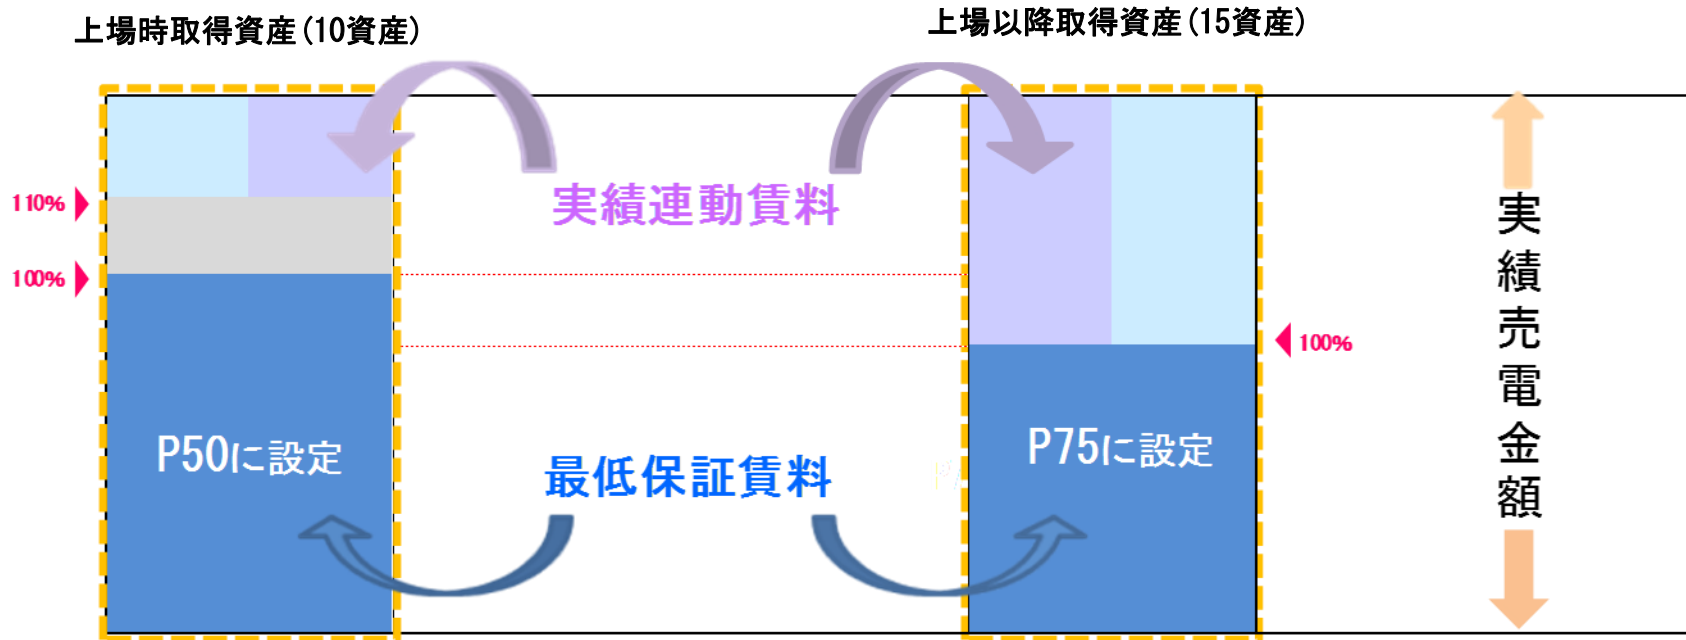 上場時取得資産(10資産)
上場以降取得資産(15資産)
110%
実績連動賃料
100%
100%
P50に設定
P75に設定
最低保証賃料
実績売電金額